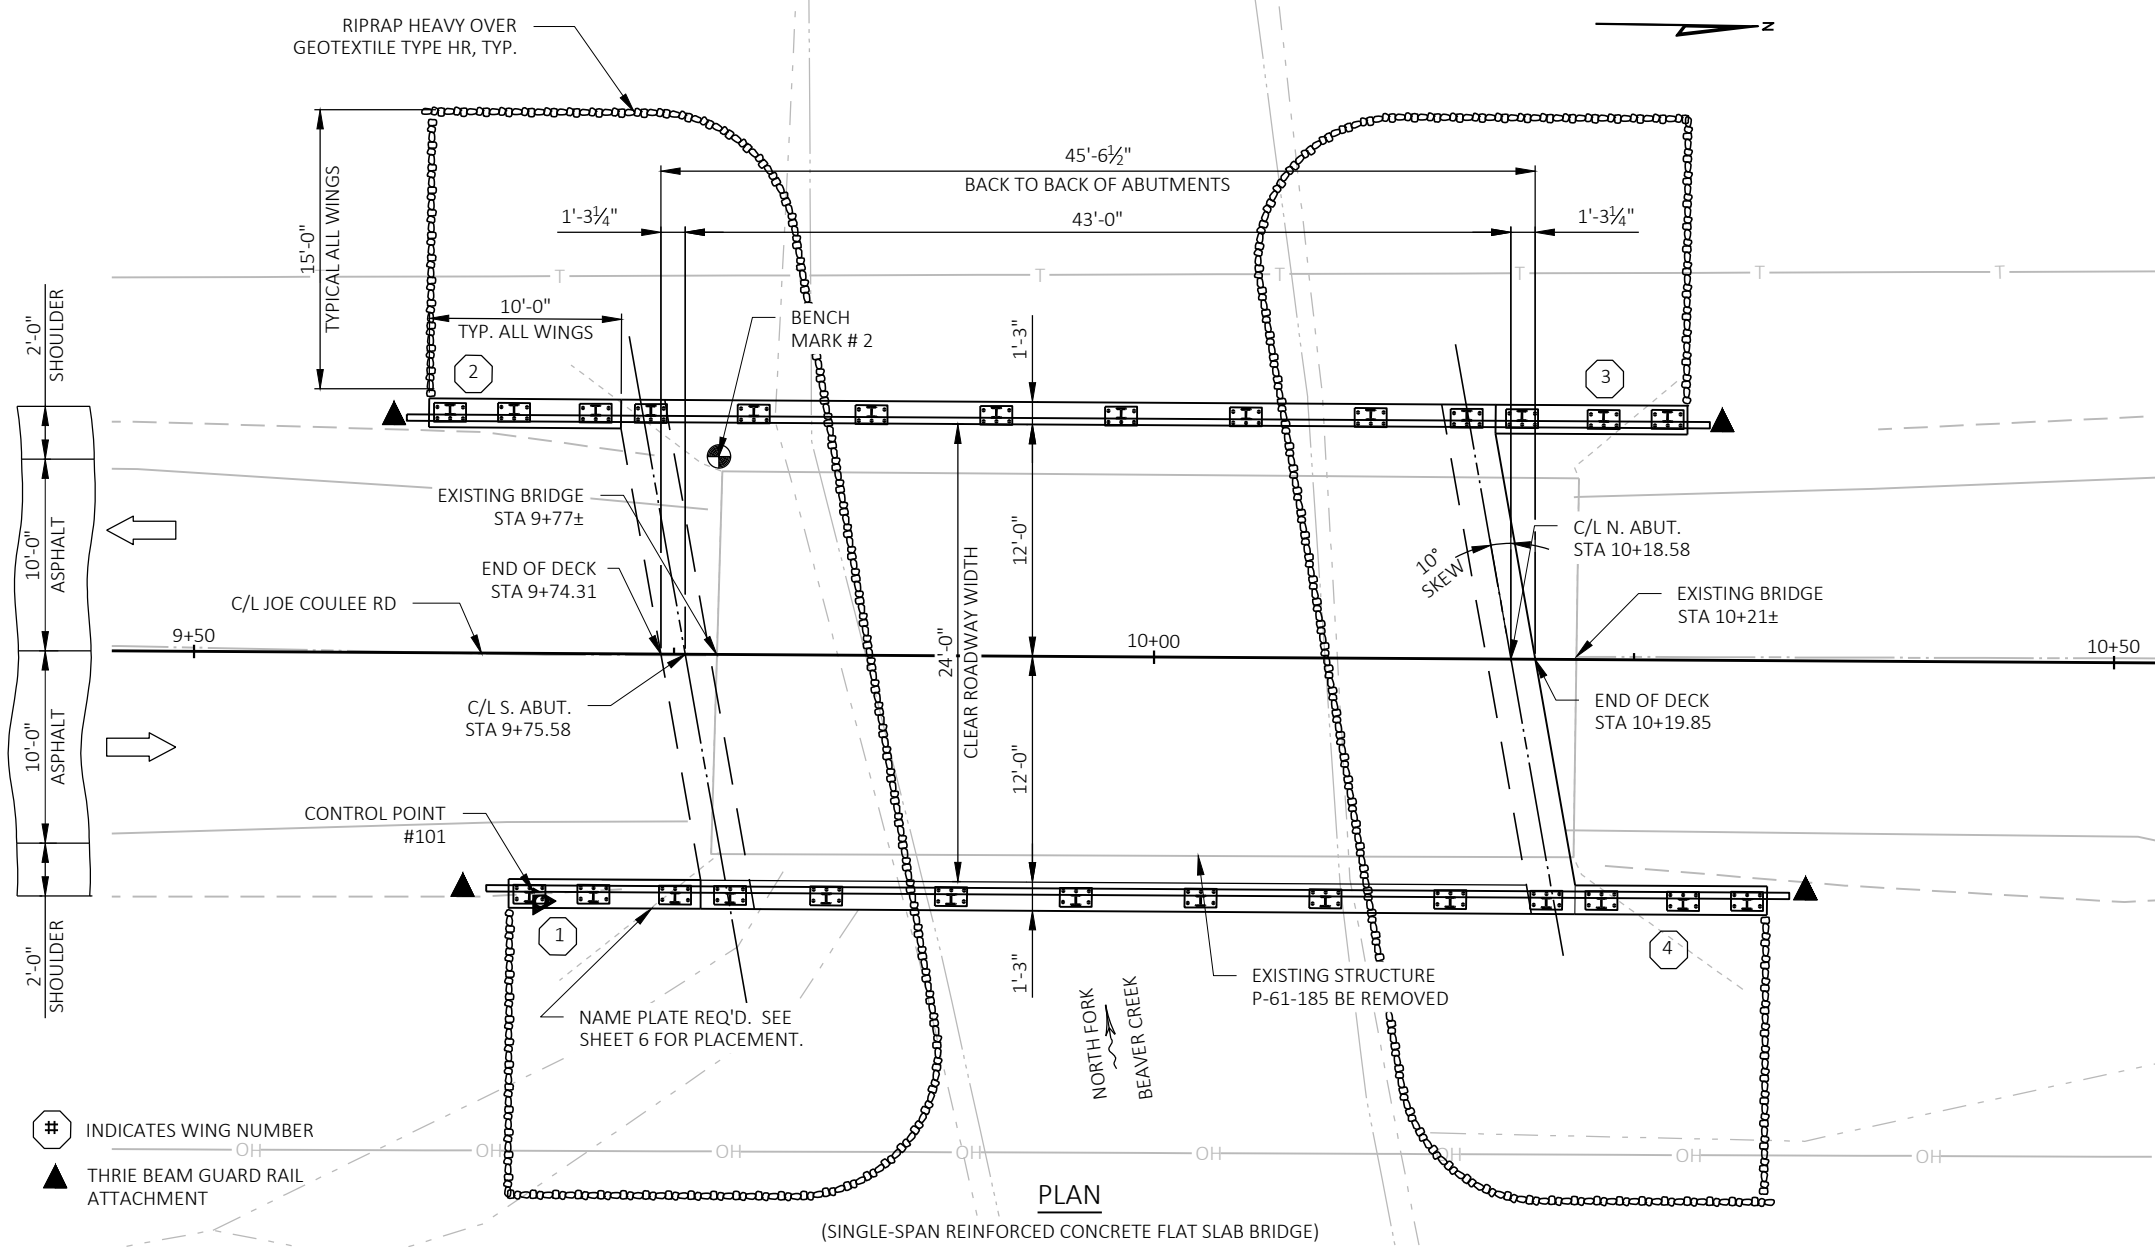 RIPRAP HEAVY OVER
GEOTEXTILE TYPE HR, TYP.
N
45'-6½"
BACK TO BACK OF ABUTMENTS
1'-3¼"
43'-0"
1'-3¼"
15'-0"
TYPICAL ALL WINGS
T
T
T
T
T
T
10'-0"
TYP. ALL WINGS
BENCH
MARK # 2
1'-3"
2'-0"
SHOULDER
2
3
EXISTING BRIDGE
STA 9+77±
10'-0"
ASPHALT
END OF DECK
STA 9+74.31
C/L JOE COULEE RD
12'-0"
24'-0"
CLEAR ROADWAY WIDTH
10°
SKEW
C/L N. ABUT.
STA 10+18.58
EXISTING BRIDGE
STA 10+21±
9+50
10+00
10+50
C/L S. ABUT.
STA 9+75.58
END OF DECK
STA 10+19.85
10'-0"
ASPHALT
12'-0"
CONTROL POINT
#101
1
4
2'-0"
SHOULDER
1'-3"
NAME PLATE REQ'D. SEE
SHEET 6 FOR PLACEMENT.
NORTH FORK
BEAVER CREEK
EXISTING STRUCTURE
P-61-185 BE REMOVED
# INDICATES WING NUMBER
OH
OH
OH
OH
OH
OH
OH
OH
THRIE BEAM GUARD RAIL
ATTACHMENT
PLAN
(SINGLE-SPAN REINFORCED CONCRETE FLAT SLAB BRIDGE)